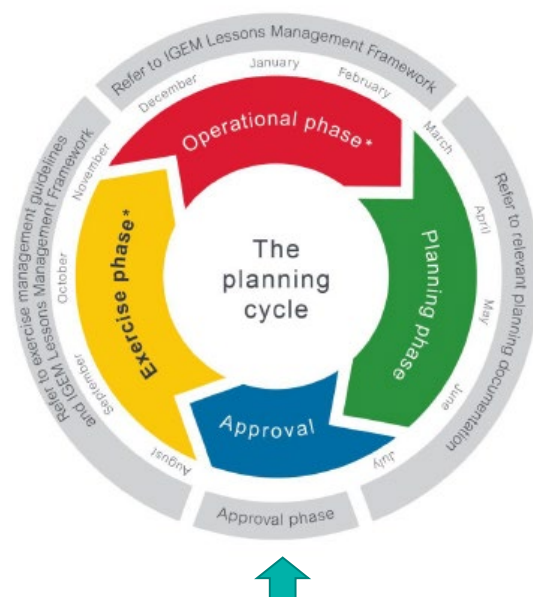 Refer to IGEM Lessons Management Framework
January
February
March
April
May
June
July
August
September
October
November
December
Operational phase*
Planning phase
Approval
Exercise phase*
The
planning
cycle
Refer to relevant planning documentation
Approval phase
Refer to exercise management guidelines
and IGEM Lessons Management Framework